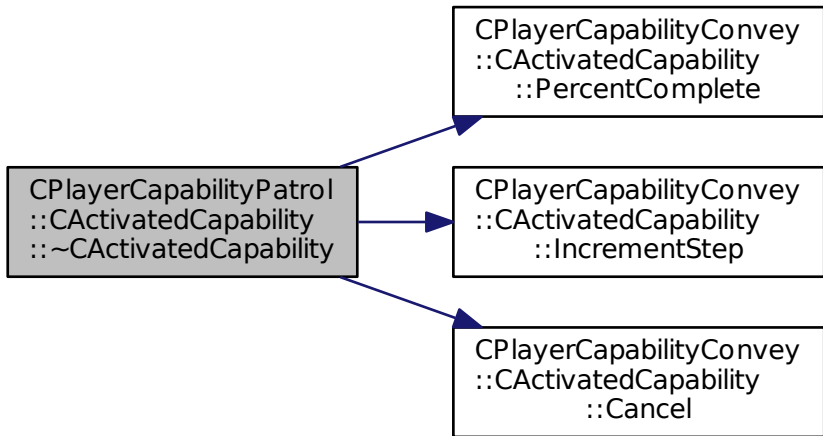 CPlayerCapabilityConvey
::CActivatedCapability
::PercentComplete
CPlayerCapabilityPatrol
::CActivatedCapability
::~CActivatedCapability
CPlayerCapabilityConvey
::CActivatedCapability
::IncrementStep
CPlayerCapabilityConvey
::CActivatedCapability
::Cancel